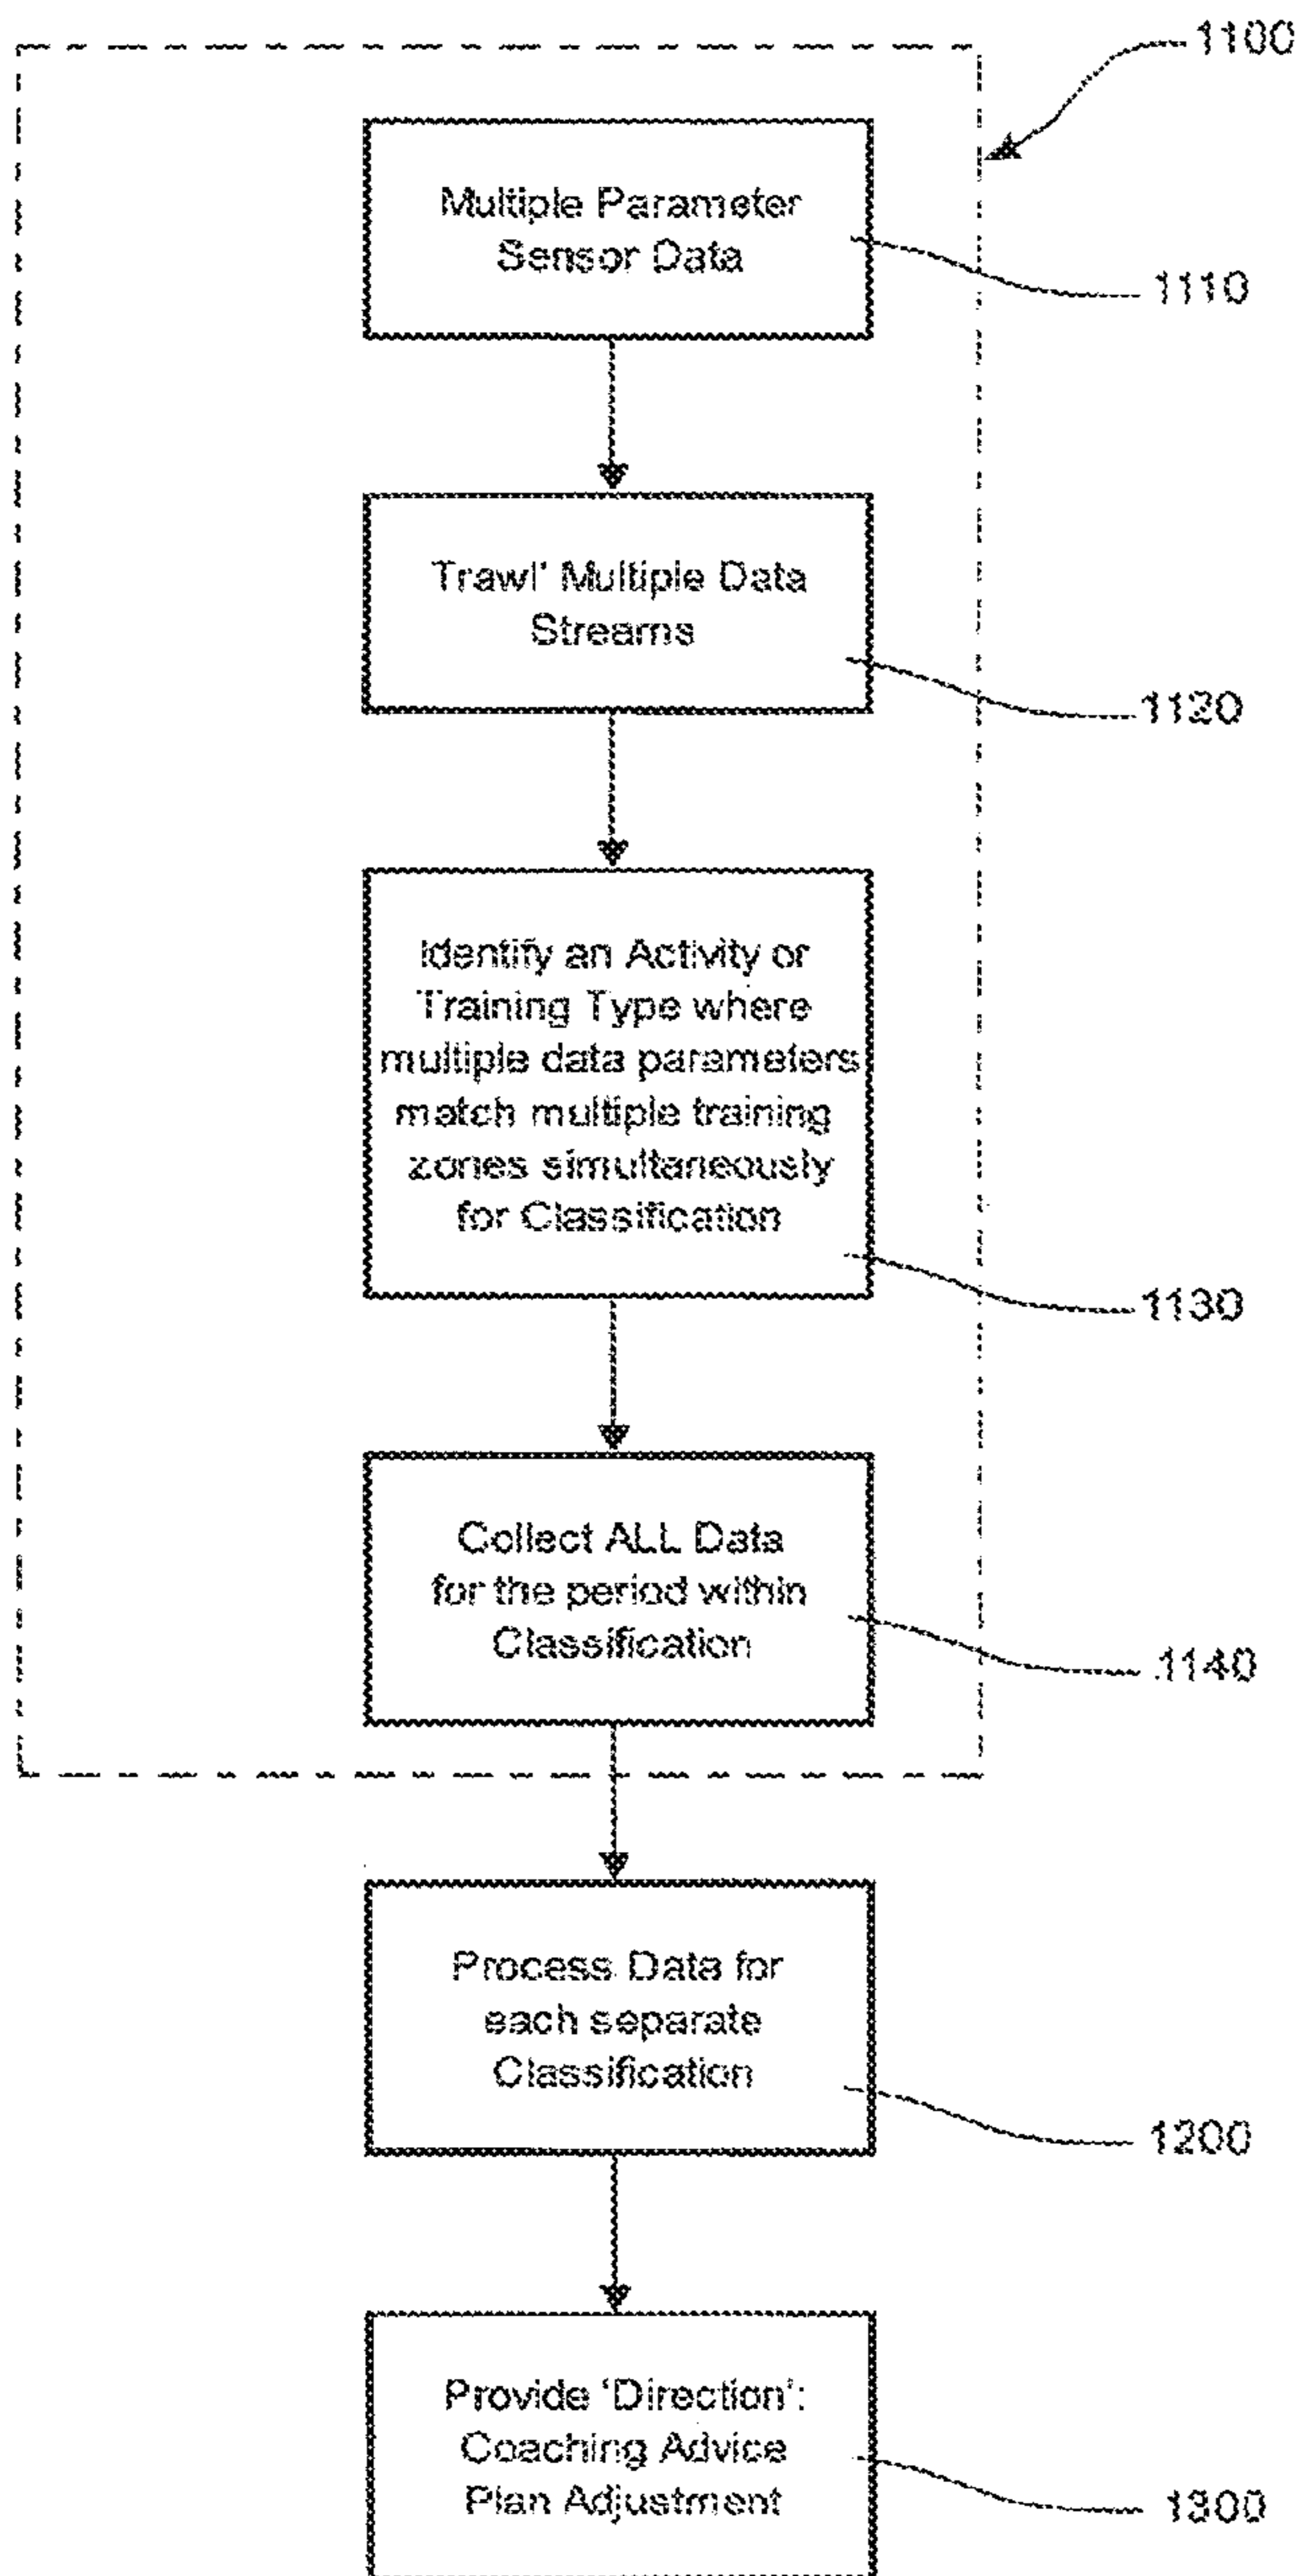 1100
Multiple Parameter
Sensor Data
1110
Trawl' Multiple Data
Streams
1120
Identify an Activity or
Training Type where
multiple data parameters
match multiple training
zones simultaneously
for Classification
1130
Collect ALL Data
for the period within
Classification
1140
Process Data for
each separate
Classification
1200
Provide ‘Direction’:
Coaching Advice
Plan Adjustment
1300